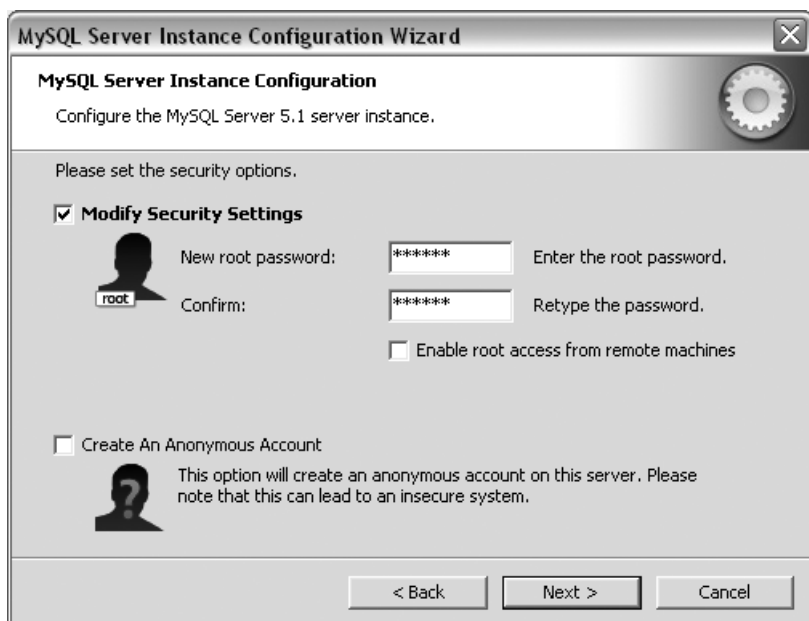 MySQL Server Instance Configuration Wizard
MySQL Server Instance Configuration
Configure the MySQL Server 5.1 server instance.
Please set the security options.
Modify Security Settings
New root password: ****** Enter the root password.
root
Confirm: ****** Retype the password.
Enable root access from remote machines
Create An Anonymous Account
?
This option will create an anonymous account on this server. Please
note that this can lead to an insecure system.
< Back Next > Cancel